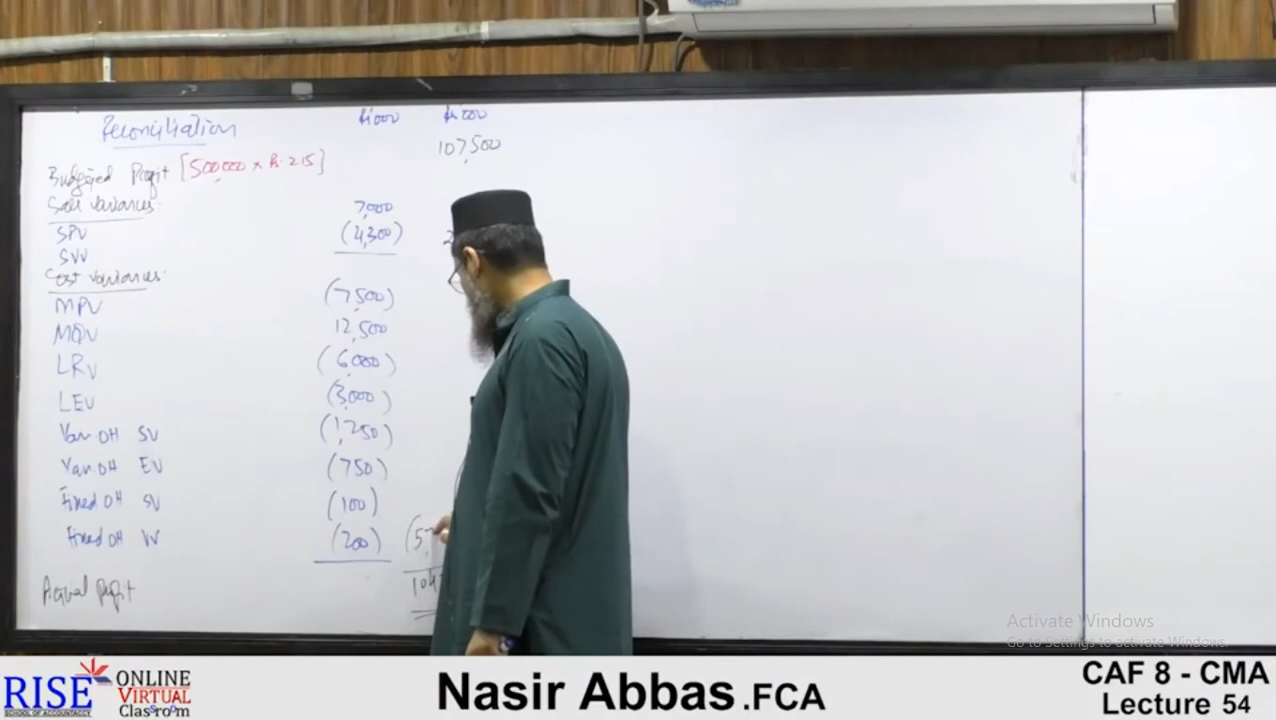 Reconciliation
Rs.000 Rs.000
Budgeted Profit [500,000 x Rs.215] 107,500
Sale Variances:
SPV 7,000
SVV (4,300)
Cost Variances:
MPV (7,500)
MQV 12,500
LRV (6,000)
LEV (3,000)
Var OH SV (1,250)
Var OH EV (750)
Fixed OH SV (100)
Fixed OH VV (200)
Actual Profit
Activate Windows
Go to Settings to activate Windows.
RISE
SCHOOL OF ACCOUNTANCY
ONLINE
VIRTUAL
Classroom
Nasir Abbas .FCA
CAF 8 - CMA
Lecture 54